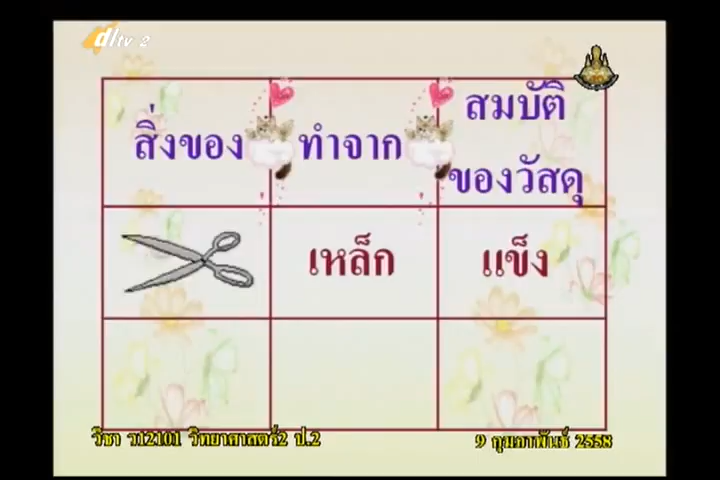 dltv 2
สิ่งของ
ทำจาก
สมบัติ
ของวัสดุ
เหล็ก
แข็ง
วิชา ว12101 วิทยาศาสตร์2 ป.2
9 กุมภาพันธ์ 2558